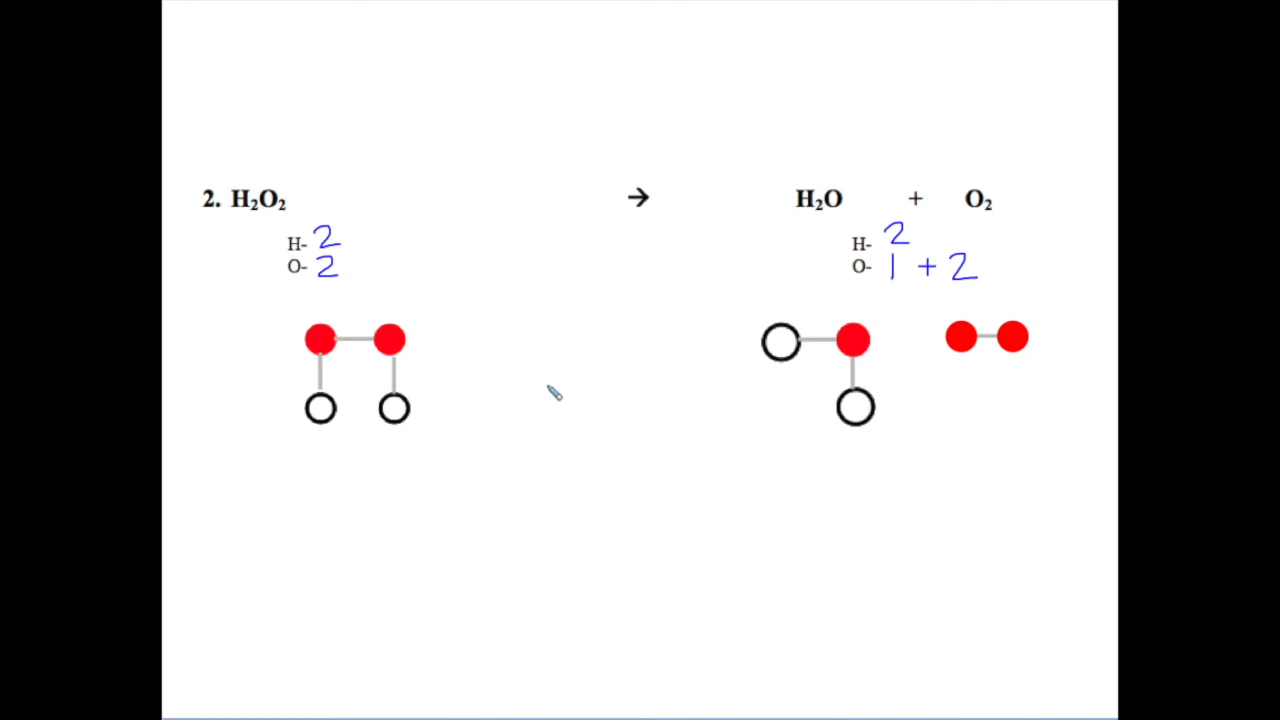 2. H₂O₂ → H₂O + O₂
H- 2 H- 2
O- 2 O- 1 + 2